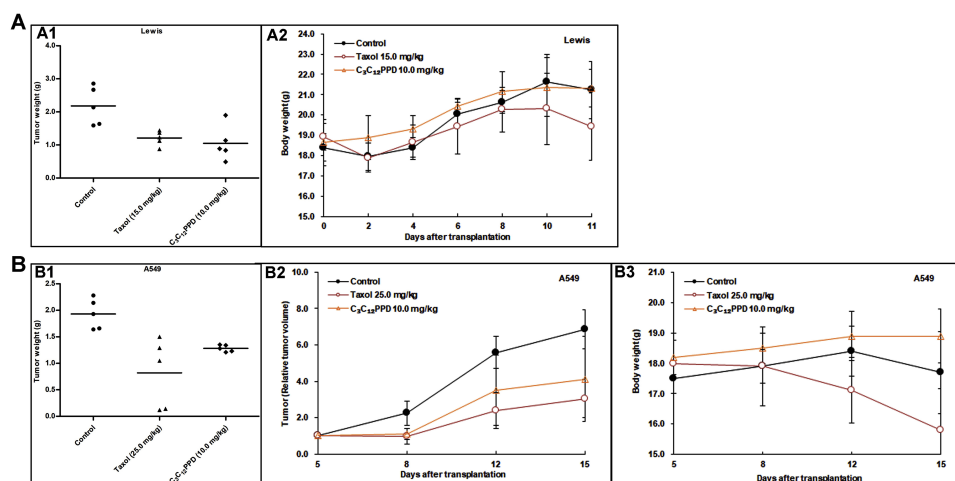 A
A1
Lewis
Tumor weight (g)
4.0
3.0
2.0
1.0
0.0
Control
Taxol (15.0 mg/kg)
C₃C₁₂PPD (10.0 mg/kg)
A2
Lewis
Control
Taxol 15.0 mg/kg
C₃C₁₂PPD 10.0 mg/kg
Body weight(g)
24.0
23.0
22.0
21.0
20.0
19.0
18.0
17.0
16.0
15.0
0 2 4 6 8 10 11
Days after transplantation
B
B1
A549
Tumor weight (g)
2.5
2.0
1.5
1.0
0.5
0.0
Control
Taxol (25.0 mg/kg)
C₃C₁₂PPD (10.0 mg/kg)
B2
A549
Control
Taxol 25.0 mg/kg
C₃C₁₂PPD 10.0 mg/kg
Tumor (Relative tumor volume)
10.0
8.0
6.0
4.0
2.0
0.0
5 8 12 15
Days after transplantation
B3
A549
Control
Taxol 25.0 mg/kg
C₃C₁₂PPD 10.0 mg/kg
Body weight(g)
21.0
20.0
19.0
18.0
17.0
16.0
15.0
5 8 12 15
Days after transplantation